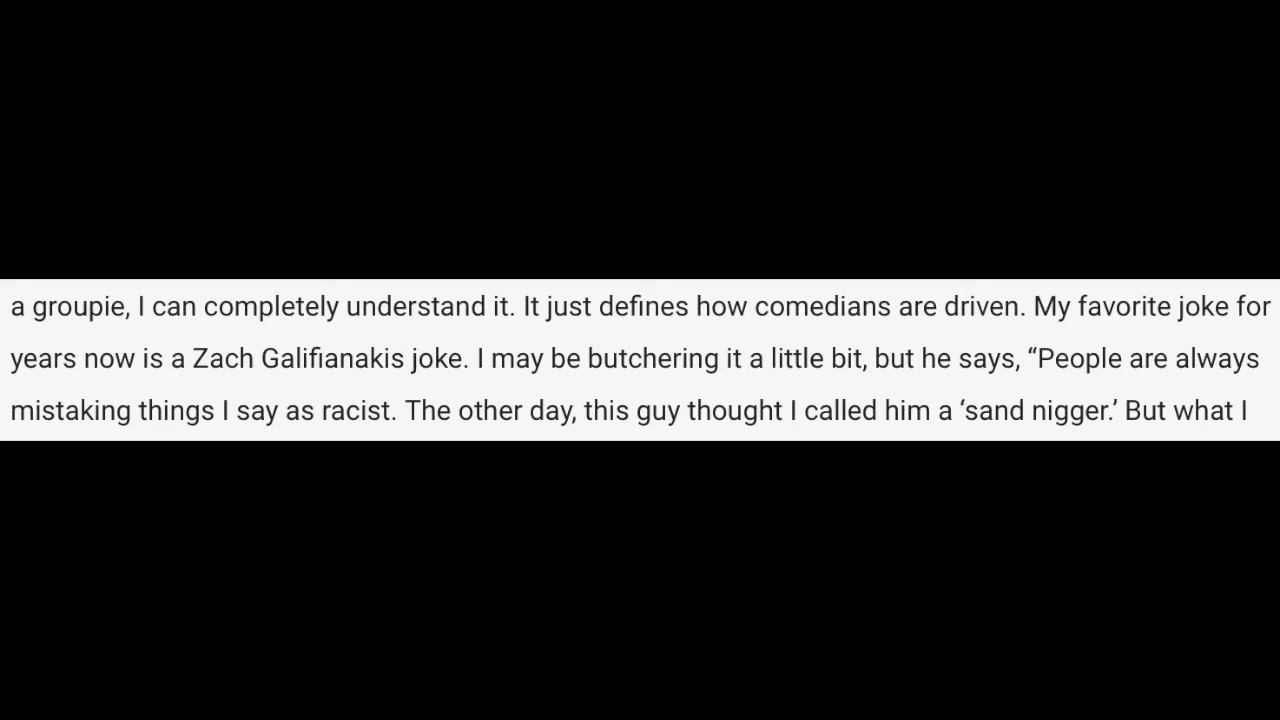 a groupie, I can completely understand it. It just defines how comedians are driven. My favorite joke for
years now is a Zach Galifianakis joke. I may be butchering it a little bit, but he says, “People are always
mistaking things I say as racist. The other day, this guy thought I called him a ‘sand nigger.’ But what I